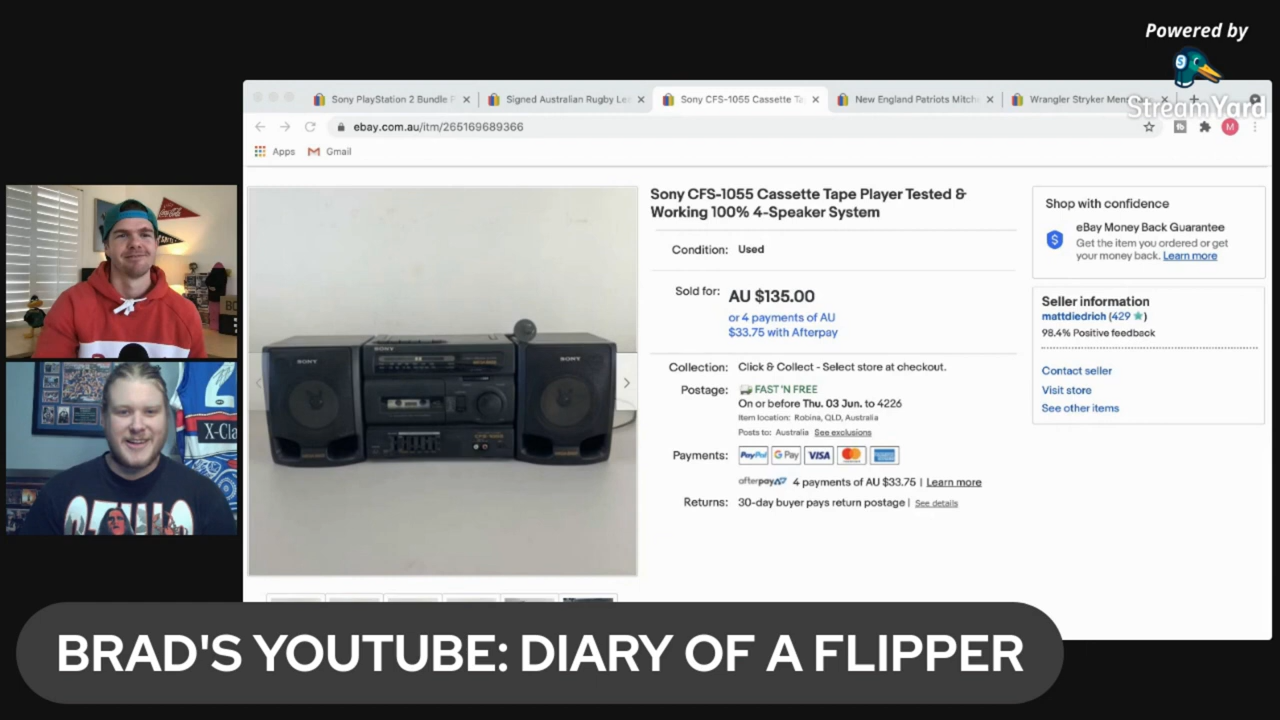 Powered by
StreamYard
Sony PlayStation 2 Bundle
Signed Australian Rugby Le
Sony CFS-1055 Cassette Ta
New England Patriots Mitch
Wrangler Stryker Men
ebay.com.au/itm/265169689366
M
Apps
Gmail
Sony CFS-1055 Cassette Tape Player Tested &
Working 100% 4-Speaker System
Condition: Used
Sold for: AU $135.00
or 4 payments of AU
$33.75 with Afterpay
Collection: Click & Collect - Select store at checkout.
Postage: FAST 'N FREE
On or before Thu. 03 Jun. to 4226
Item location: Robina, QLD, Australia
Posts to: Australia See exclusions
Payments: PayPal G Pay VISA
afterpay 4 payments of AU $33.75 | Learn more
Returns: 30-day buyer pays return postage | See details
Shop with confidence
eBay Money Back Guarantee
Get the item you ordered or get
your money back. Learn more
Seller information
mattdiedrich (429)
98.4% Positive feedback
Contact seller
Visit store
See other items
SONY
SONY
SONY
X-Cla
BRAD'S YOUTUBE: DIARY OF A FLIPPER